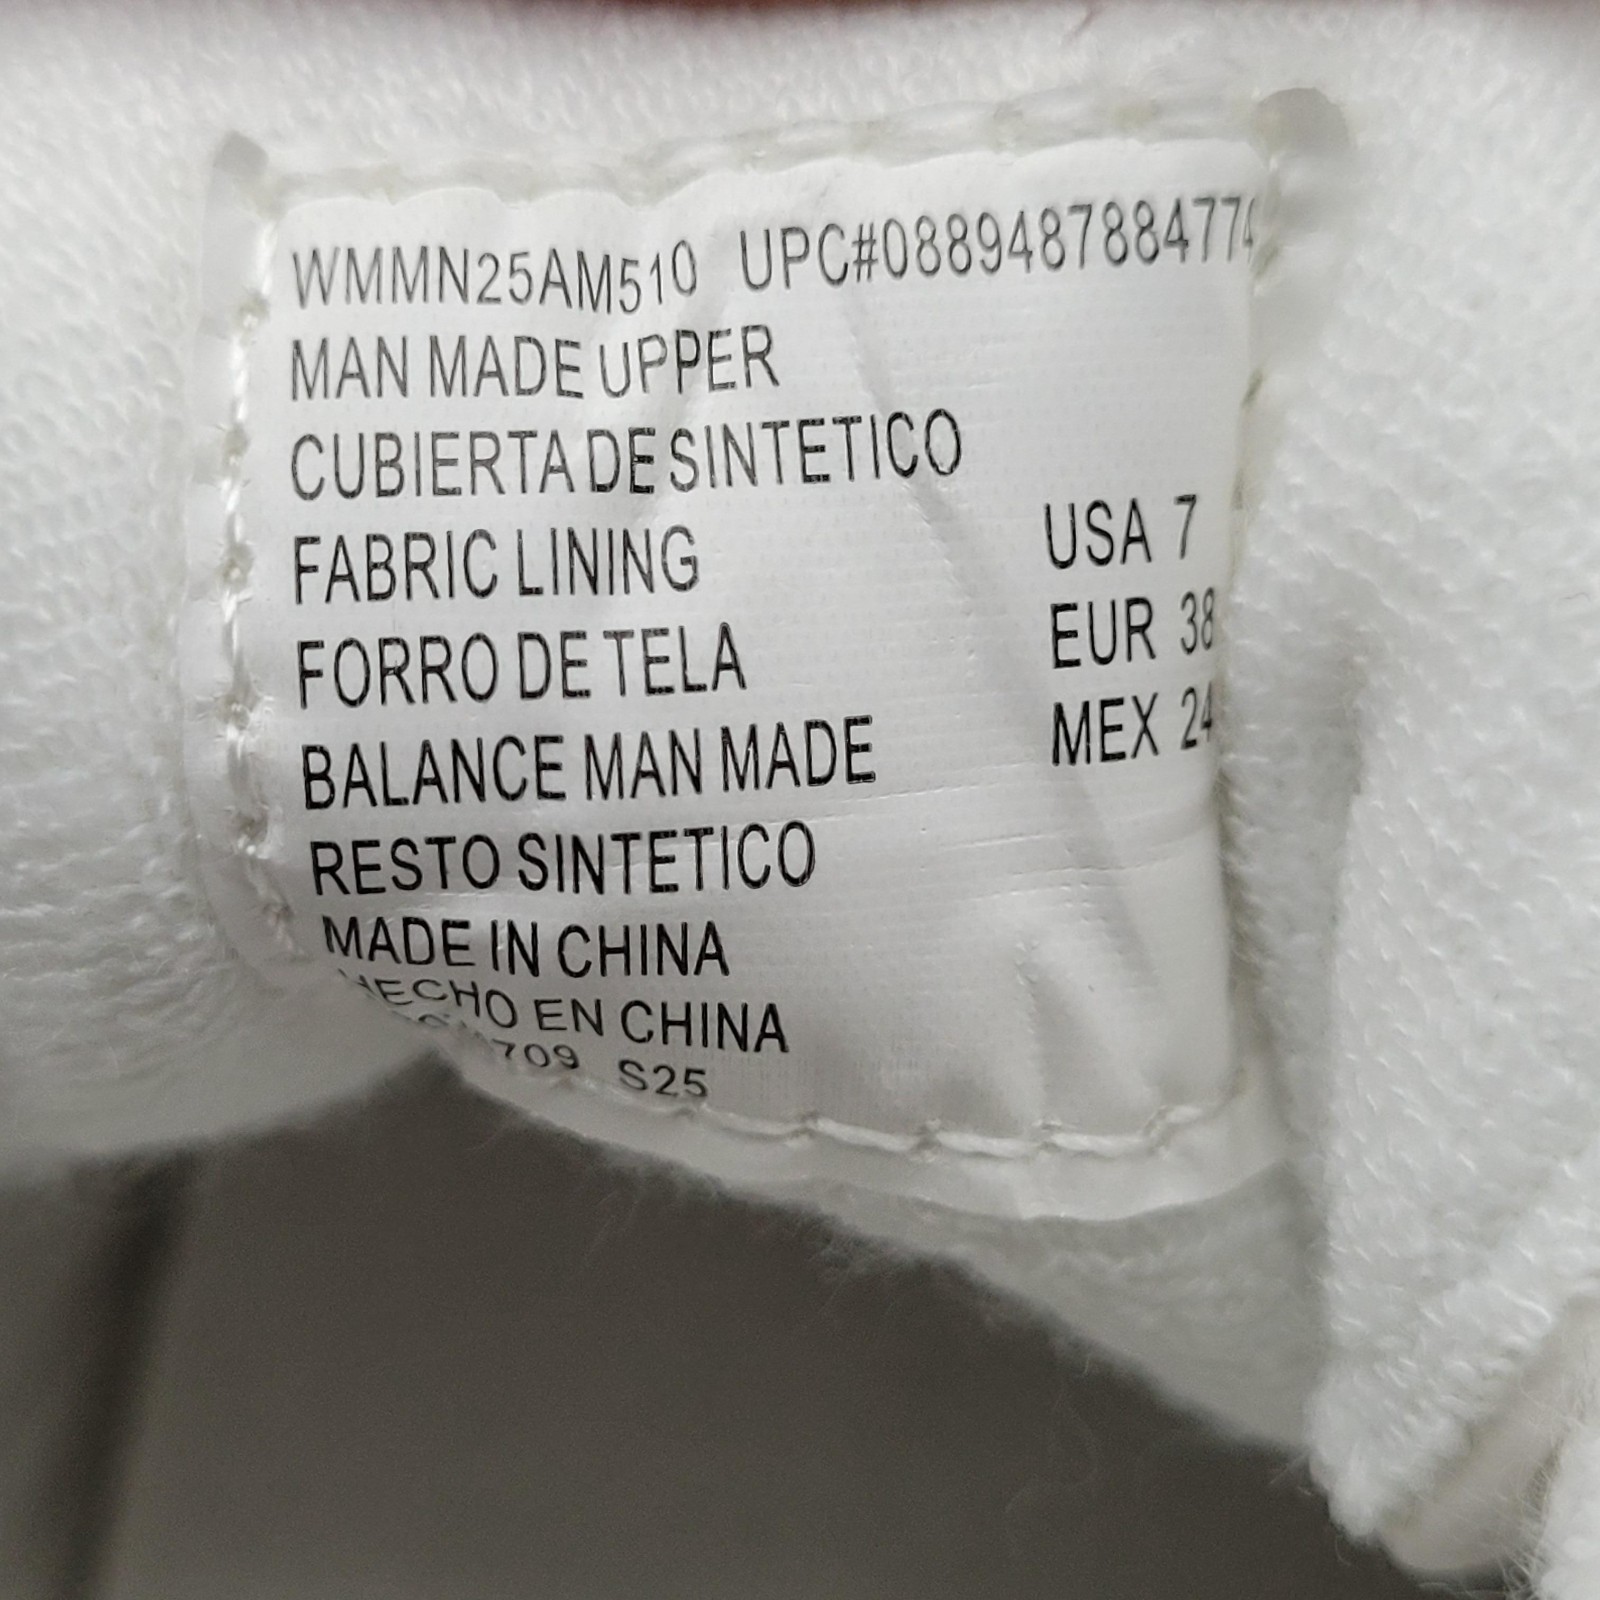 WMMN25AM510 UPC#088948788477
MAN MADE UPPER
CUBIERTA DE SINTETICO
FABRIC LINING
USA 7
FORRO DE TELA
EUR 38
BALANCE MAN MADE
MEX 24
RESTO SINTETICO
MADE IN CHINA
HECHO EN CHINA
S25